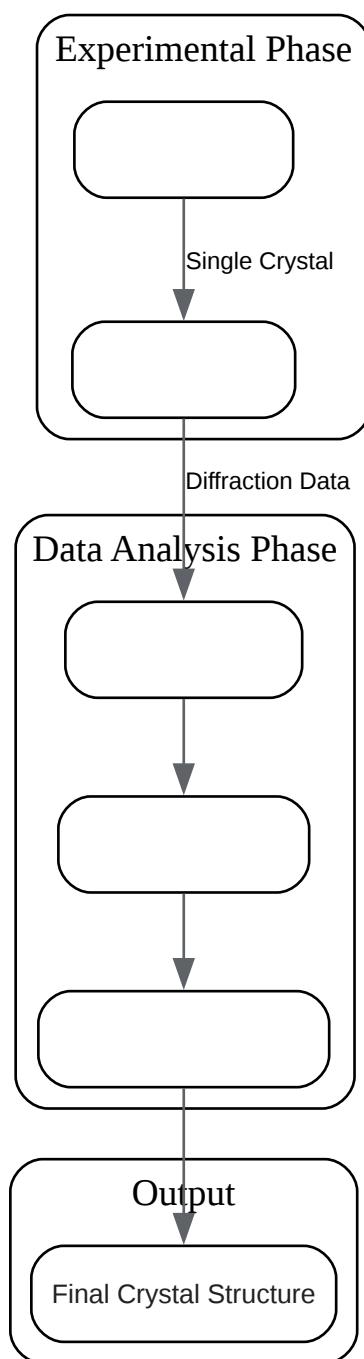 Experimental Phase
Single Crystal
Diffraction Data
Data Analysis Phase
Output
Final Crystal Structure